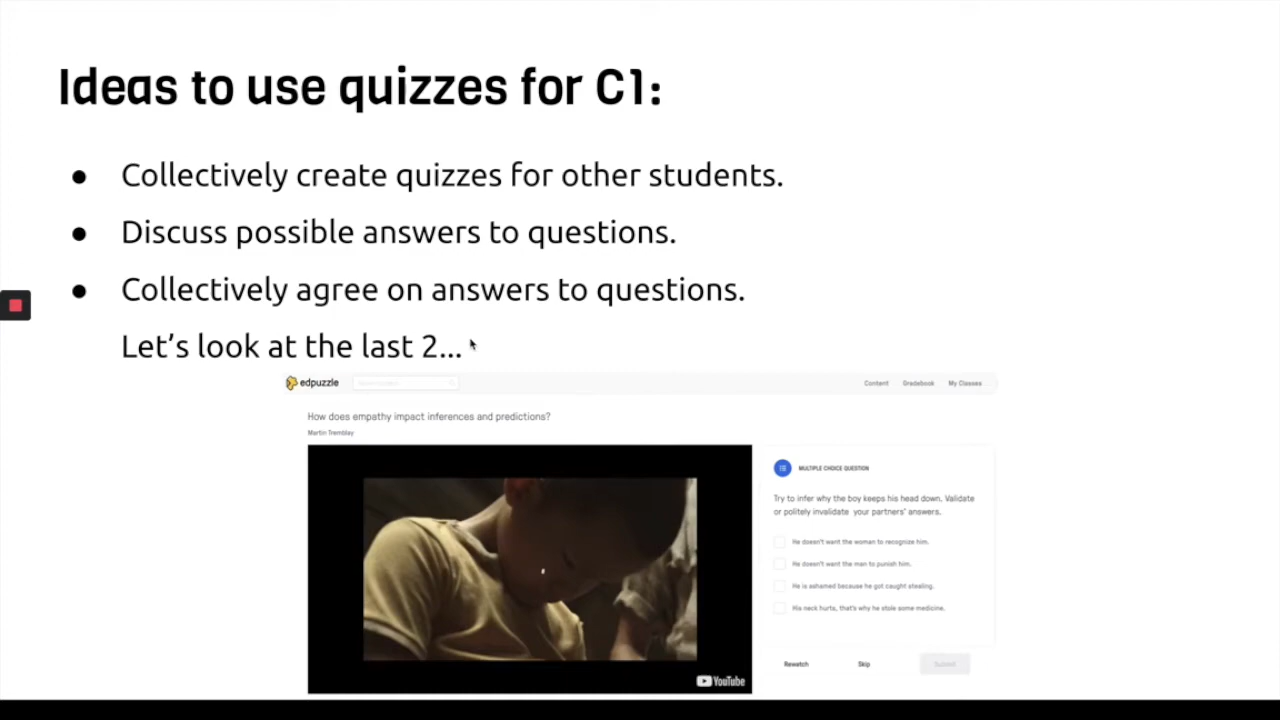 Ideas to use quizzes for C1:
● Collectively create quizzes for other students.
● Discuss possible answers to questions.
● Collectively agree on answers to questions.
Let's look at the last 2...
edpuzzle
Content Gradebook My Classes
How does empathy impact inferences and predictions?
Martin Tremblay
MULTIPLE CHOICE QUESTION
Try to infer why the boy keeps his head down. Validate
or politely invalidate your partners' answers.
He doesn't want the woman to recognize him.
He doesn't want the man to punish him.
He is ashamed because he got caught stealing.
His neck hurts, that's why he stole some medicine.
Rewatch Skip Submit
YouTube